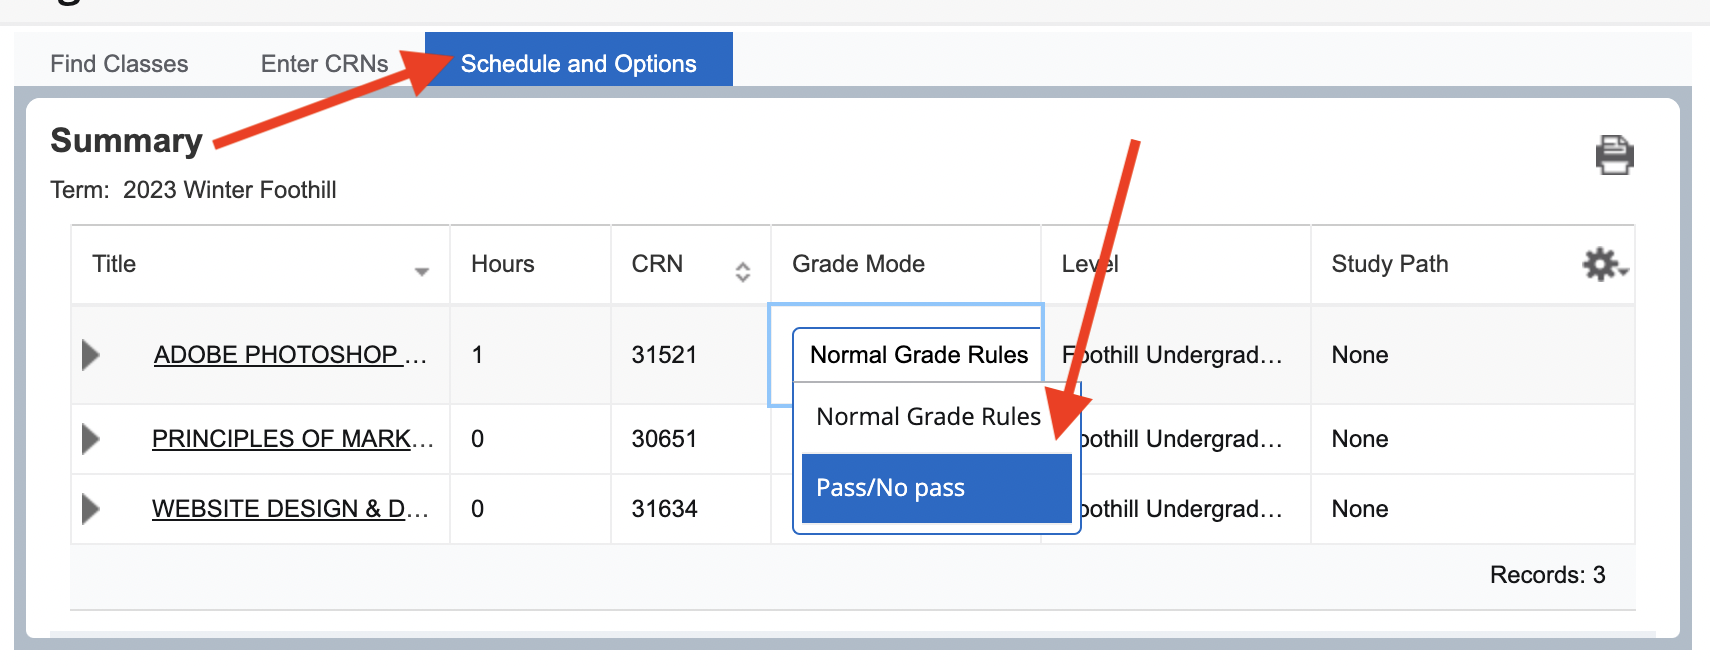 Find Classes Enter CRNs Schedule and Options
Summary
Term: 2023 Winter Foothill
Title Hours CRN Grade Mode Level Study Path
ADOBE PHOTOSHOP ... 1 31521 Normal Grade Rules Foothill Undergrad... None
Normal Grade Rules
PRINCIPLES OF MARK... 0 30651 oothill Undergrad... None
Pass/No pass
WEBSITE DESIGN & D... 0 31634 oothill Undergrad... None
Records: 3